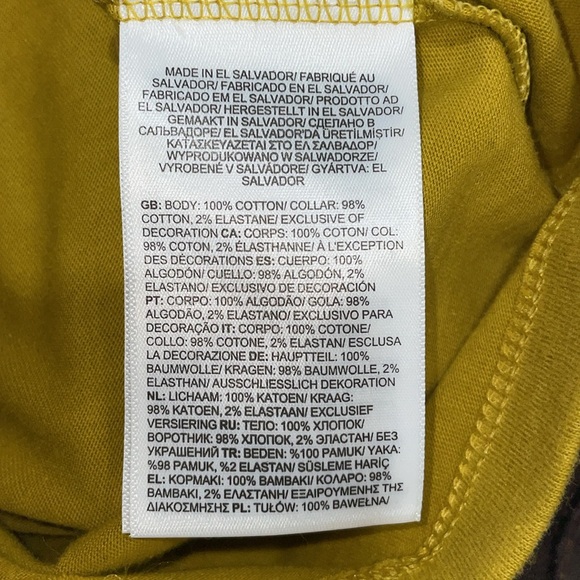 MADE IN EL SALVADOR/ FABRIQUÉ AU
SALVADOR/ FABRICADO EN EL SALVADOR/
FABRICADO EM EL SALVADOR/ PRODOTTO AD
EL SALVADOR/ HERGESTELLT IN EL SALVADOR/
GEMAAKT IN SALVADOR/ СДЕЛАНО В
САЛЬВАДОРЕ/ EL SALVADOR'DA ÜRETİLMİŞTİR/
ΚΑΤΑΣΚΕΥΑΖΕΤΑΙ ΣΤΟ ΕΛ ΣΑΛΒΑΔΟΡ/
WYPRODUKOWANO W SALWADORZE/
VYROBENÉ V SALVÁDORE/ GYÁRTVA: EL
SALVADOR
GB: BODY: 100% COTTON/ COLLAR: 98%
COTTON, 2% ELASTANE/ EXCLUSIVE OF
DECORATION CA: CORPS: 100% COTON/ COL:
98% COTON, 2% ÉLASTHANNE/ À L'EXCEPTION
DES DÉCORATIONS ES: CUERPO: 100%
ALGODÓN/ CUELLO: 98% ALGODÓN, 2%
ELASTANO/ EXCLUSIVO DE DECORACIÓN
PT: CORPO: 100% ALGODÃO/ GOLA: 98%
ALGODÃO, 2% ELASTANO/ EXCLUSIVO PARA
DECORAÇÃO IT: CORPO: 100% COTONE/
COLLO: 98% COTONE, 2% ELASTAN/ ESCLUSA
LA DECORAZIONE DE: HAUPTTEIL: 100%
BAUMWOLLE/ KRAGEN: 98% BAUMWOLLE, 2%
ELASTHAN/ AUSSCHLIESSLICH DEKORATION
NL: LICHAAM: 100% KATOEN/ KRAAG:
98% KATOEN, 2% ELASTAAN/ EXCLUSIEF
VERSIERING RU: ТЕЛО: 100% ХЛОПОК/
ВОРОТНИК: 98% ХЛОПОК, 2% ЭЛАСТАН/ БЕЗ
УКРАШЕНИЙ TR: BEDEN: %100 PAMUK/ YAKA:
%98 PAMUK, %2 ELASTAN/ SÜSLEME HARİÇ
EL: ΚΟΡΜΑΚΙ: 100% ΒΑΜΒΑΚΙ/ ΚΟΛΑΡΟ: 98%
ΒΑΜΒΑΚΙ, 2% ΕΛΑΣΤΑΝΗ/ ΕΞΑΙΡΟΥΜΕΝΗΣ ΤΗΣ
ΔΙΑΚΟΣΜΗΣΗΣ PL: TUŁÓW: 100% BAWEŁNA/